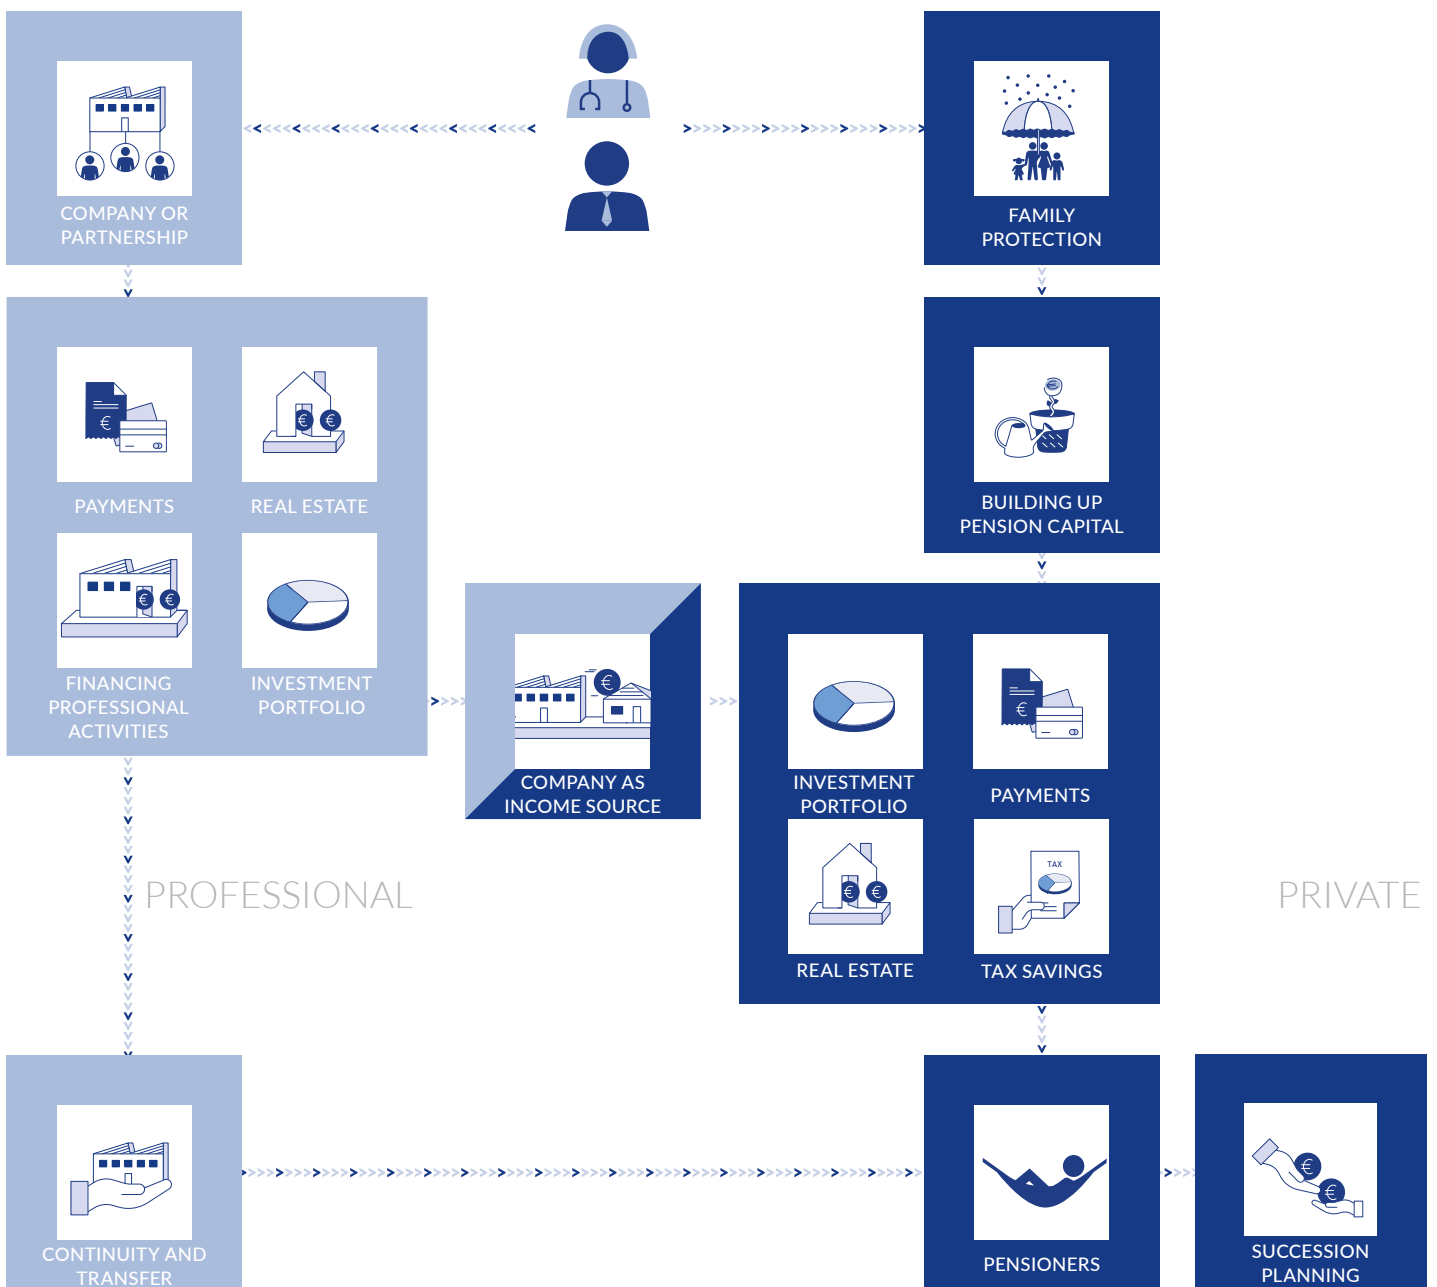 COMPANY OR
PARTNERSHIP
FAMILY
PROTECTION
€
€ €
PAYMENTS
REAL ESTATE
€
BUILDING UP
PENSION CAPITAL
€ €
FINANCING
PROFESSIONAL
ACTIVITIES
INVESTMENT
PORTFOLIO
€
COMPANY AS
INCOME SOURCE
€
INVESTMENT
PORTFOLIO
PAYMENTS
€ €
TAX
REAL ESTATE
TAX SAVINGS
PROFESSIONAL
PRIVATE
CONTINUITY AND
TRANSFER
PENSIONERS
€
€
SUCCESSION
PLANNING